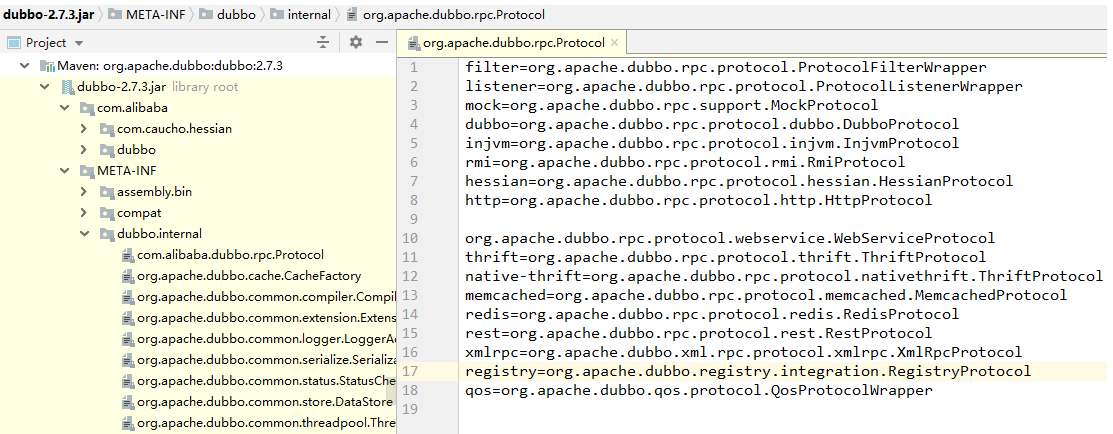 dubbo-2.7.3.jar META-INF dubbo internal org.apache.dubbo.rpc.Protocol
Project
Maven: org.apache.dubbo:dubbo:2.7.3
dubbo-2.7.3.jar library root
com.alibaba
com.caucho.hessian
dubbo
META-INF
assembly.bin
compat
dubbo.internal
com.alibaba.dubbo.rpc.Protocol
org.apache.dubbo.cache.CacheFactory
org.apache.dubbo.common.compiler.Compil
org.apache.dubbo.common.extension.Extens
org.apache.dubbo.common.logger.LoggerAd
org.apache.dubbo.common.serialize.Serializa
org.apache.dubbo.common.status.StatusChe
org.apache.dubbo.common.store.DataStore
org.apache.dubbo.common.threadpool.Thre
org.apache.dubbo.rpc.Protocol
1 filter=org.apache.dubbo.rpc.protocol.ProtocolFilterWrapper
2 listener=org.apache.dubbo.rpc.protocol.ProtocolListenerWrapper
3 mock=org.apache.dubbo.rpc.support.MockProtocol
4 dubbo=org.apache.dubbo.rpc.protocol.dubbo.DubboProtocol
5 injvm=org.apache.dubbo.rpc.protocol.injvm.InjvmProtocol
6 rmi=org.apache.dubbo.rpc.protocol.rmi.RmiProtocol
7 hessian=org.apache.dubbo.rpc.protocol.hessian.HessianProtocol
8 http=org.apache.dubbo.rpc.protocol.http.HttpProtocol
9
10 org.apache.dubbo.rpc.protocol.webservice.WebServiceProtocol
11 thrift=org.apache.dubbo.rpc.protocol.thrift.ThriftProtocol
12 native-thrift=org.apache.dubbo.rpc.protocol.nativethrift.ThriftProtocol
13 memcached=org.apache.dubbo.rpc.protocol.memcached.MemcachedProtocol
14 redis=org.apache.dubbo.rpc.protocol.redis.RedisProtocol
15 rest=org.apache.dubbo.rpc.protocol.rest.RestProtocol
16 xmlrpc=org.apache.dubbo.xml.rpc.protocol.xmlrpc.XmlRpcProtocol
17 registry=org.apache.dubbo.registry.integration.RegistryProtocol
18 qos=org.apache.dubbo.qos.protocol.QosProtocolWrapper
19